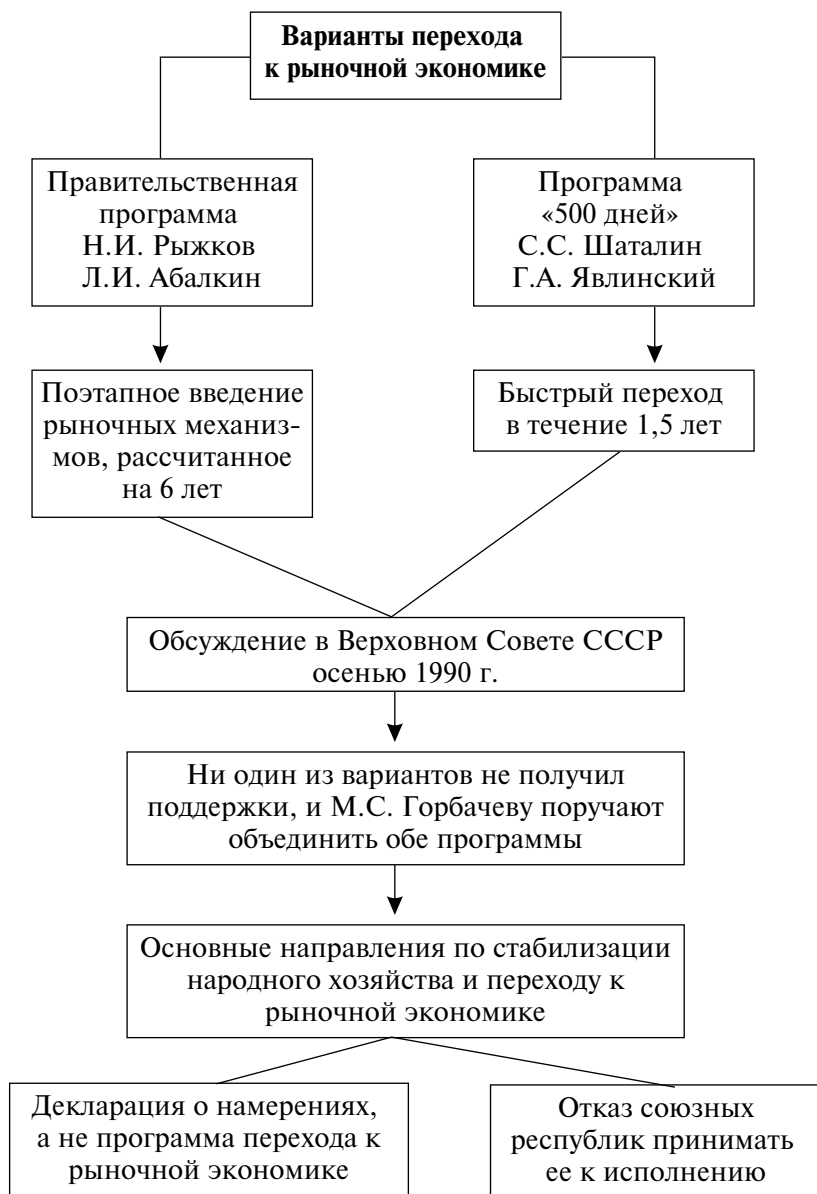 Варианты перехода
к рыночной экономике
Правительственная
программа
Н.И. Рыжков
Л.И. Абалкин
Программа
«500 дней»
С.С. Шаталин
Г.А. Явлинский
Поэтапное введение
рыночных механиз-
мов, рассчитанное
на 6 лет
Быстрый переход
в течение 1,5 лет
Обсуждение в Верховном Совете СССР
осенью 1990 г.
Ни один из вариантов не получил
поддержки, и М.С. Горбачеву поручают
объединить обе программы
Основные направления по стабилизации
народного хозяйства и переходу к
рыночной экономике
Декларация о намерениях,
а не программа перехода к
рыночной экономике
Отказ союзных
республик принимать
ее к исполнению